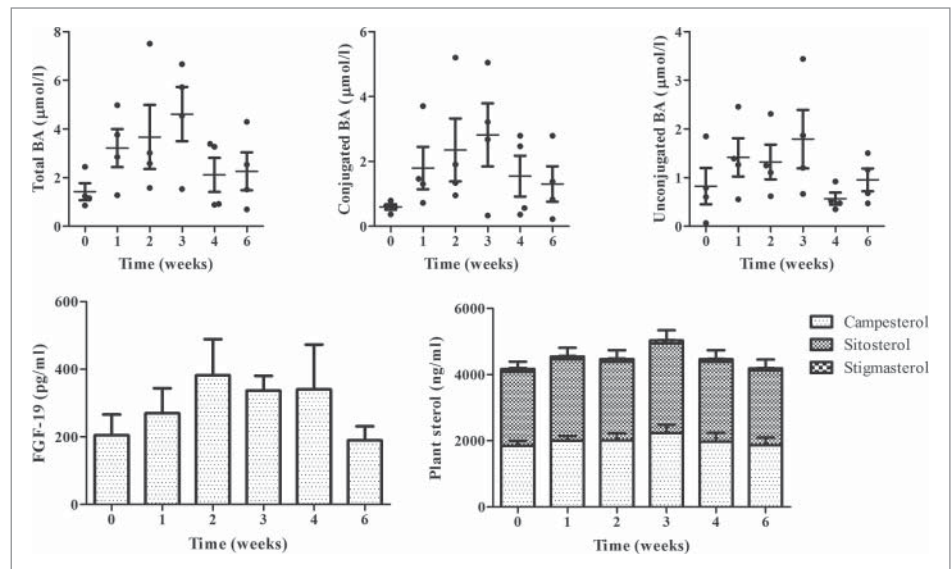 Total BA (μmol/l)
8
6
4
2
0
0 1 2 3 4 6
Time (weeks)
Conjugated BA (μmol/l)
6
4
2
0
0 1 2 3 4 6
Time (weeks)
Unconjugated BA (μmol/l)
4
3
2
1
0
0 1 2 3 4 6
Time (weeks)
FGF-19 (pg/ml)
600
400
200
0
0 1 2 3 4 6
Time (weeks)
Plant sterol (ng/ml)
6000
4000
2000
0
0 1 2 3 4 6
Time (weeks)
Campesterol
Sitosterol
Stigmasterol